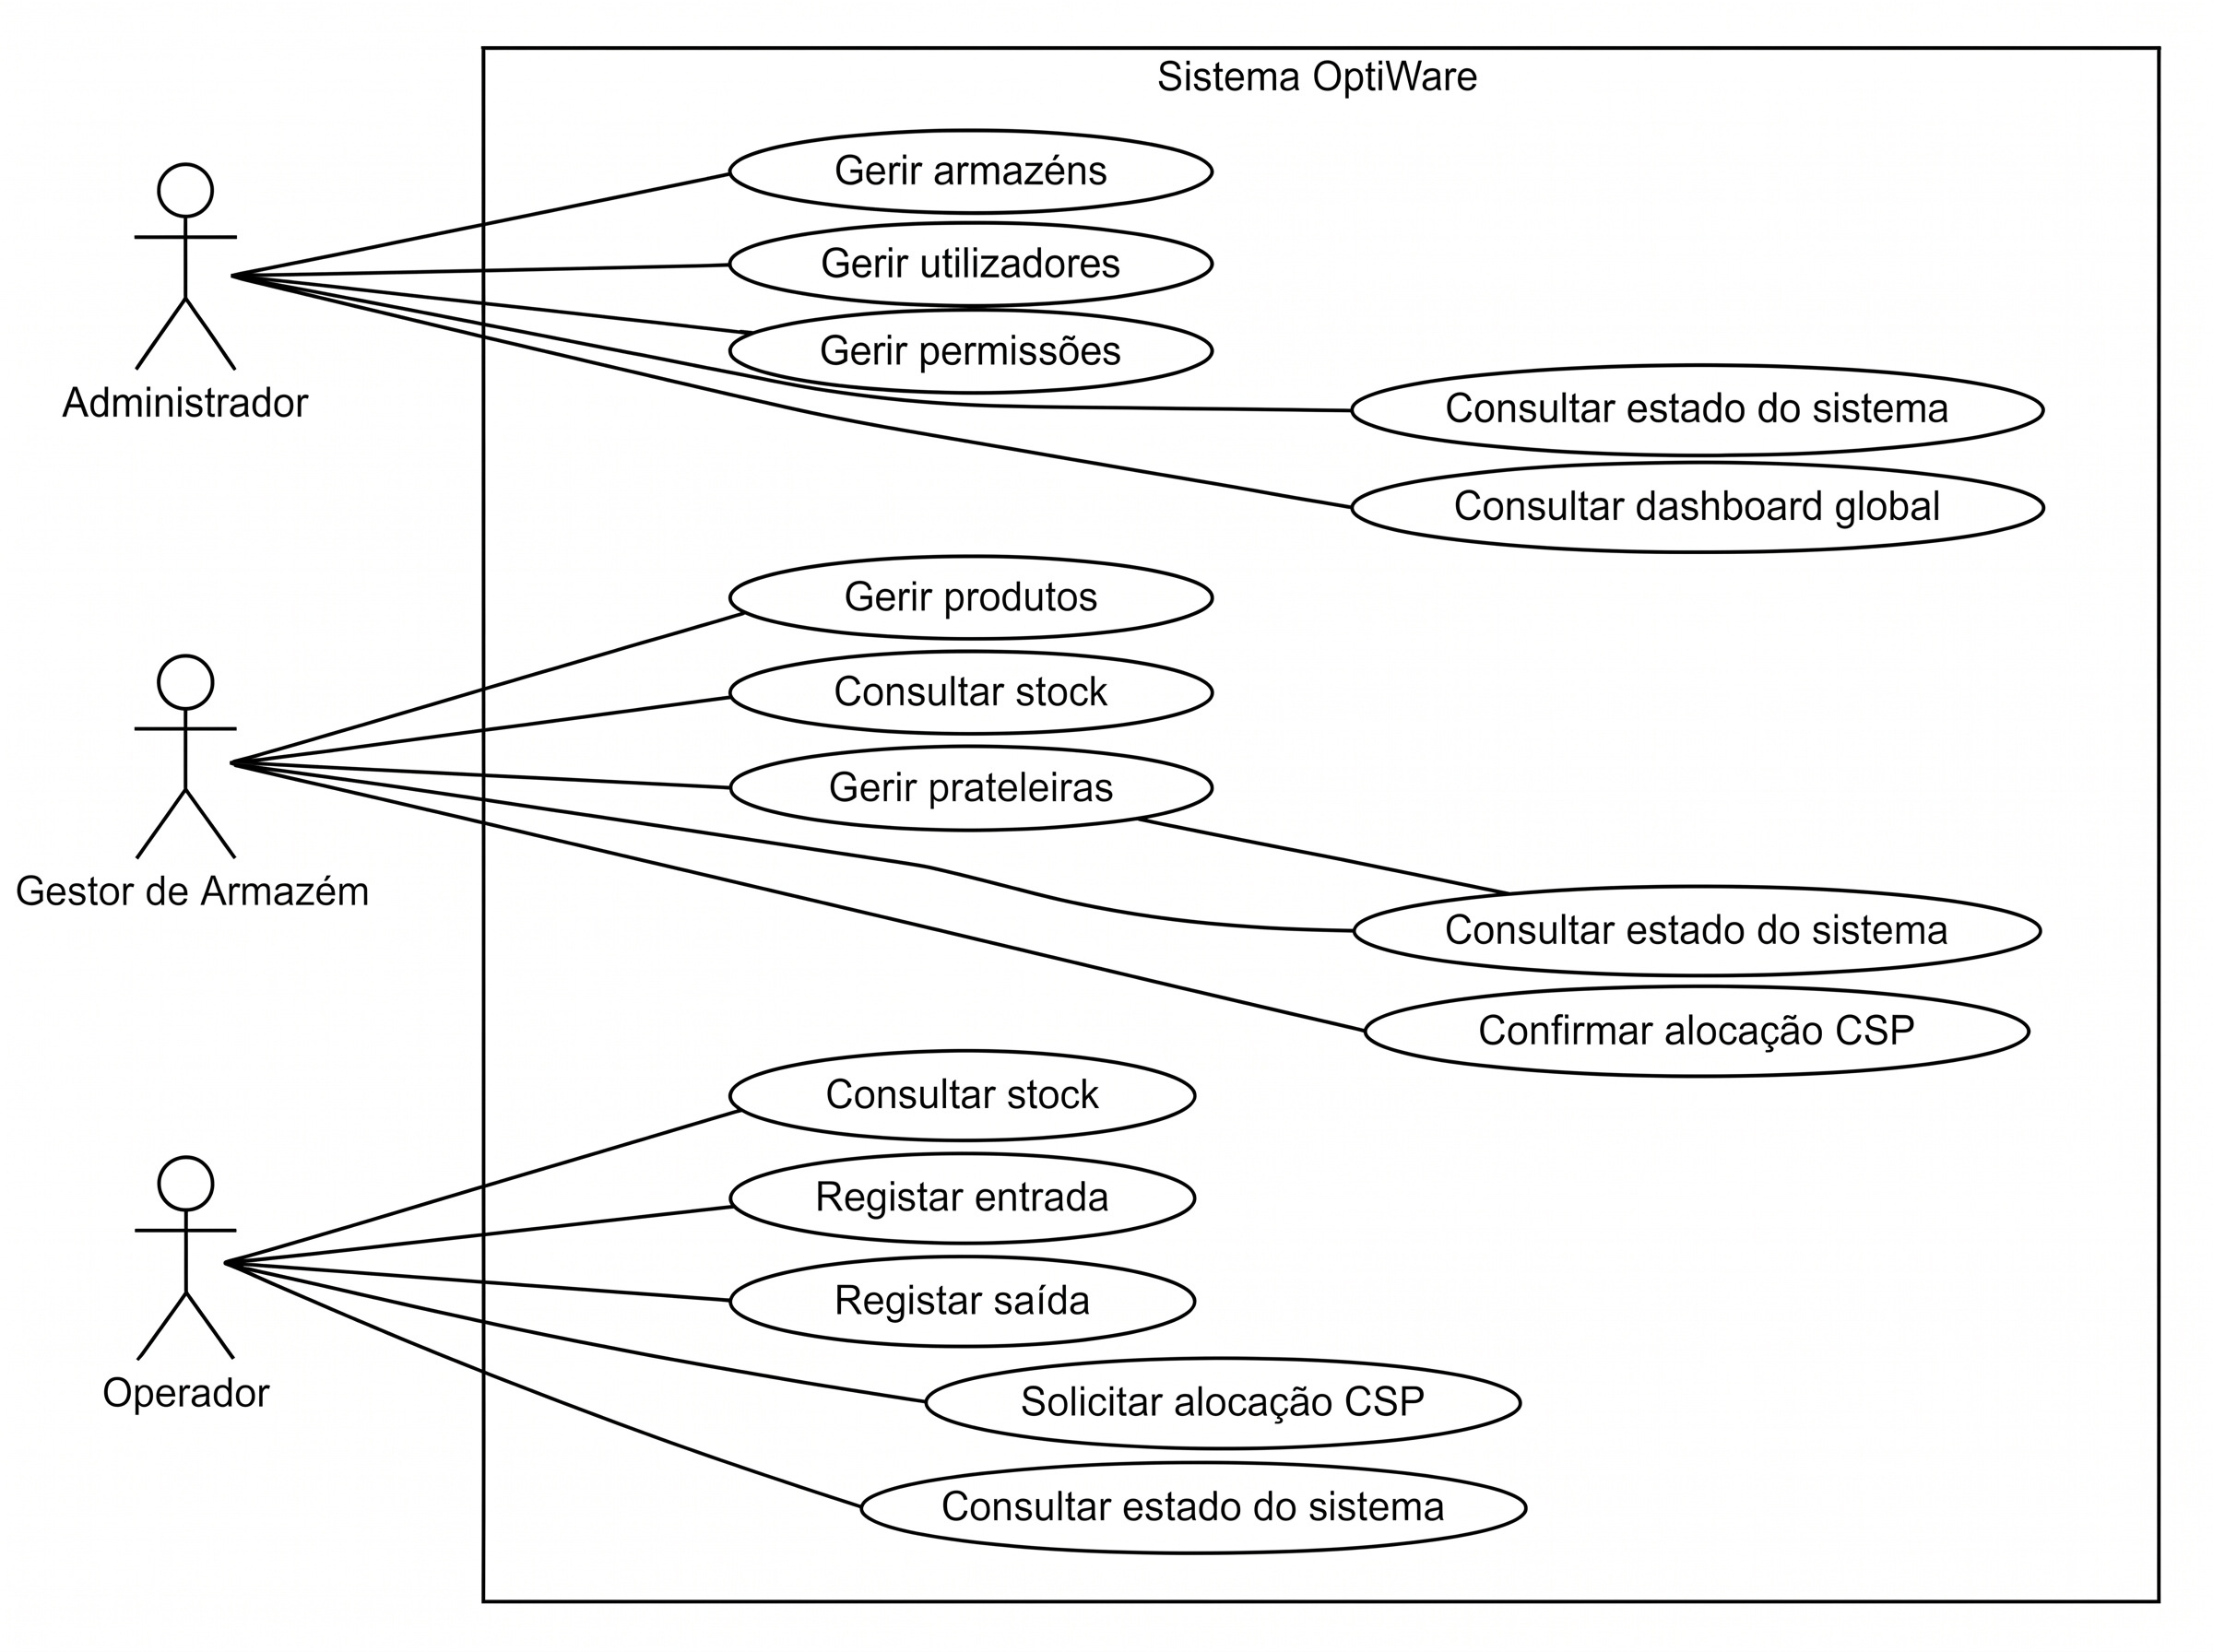 Sistema OptiWare
Gerir armazéns
Gerir utilizadores
Gerir permissões
Administrador
Consultar estado do sistema
Consultar dashboard global
Gerir produtos
Consultar stock
Gerir prateleiras
Gestor de Armazém
Consultar estado do sistema
Confirmar alocação CSP
Consultar stock
Registar entrada
Registar saída
Operador
Solicitar alocação CSP
Consultar estado do sistema